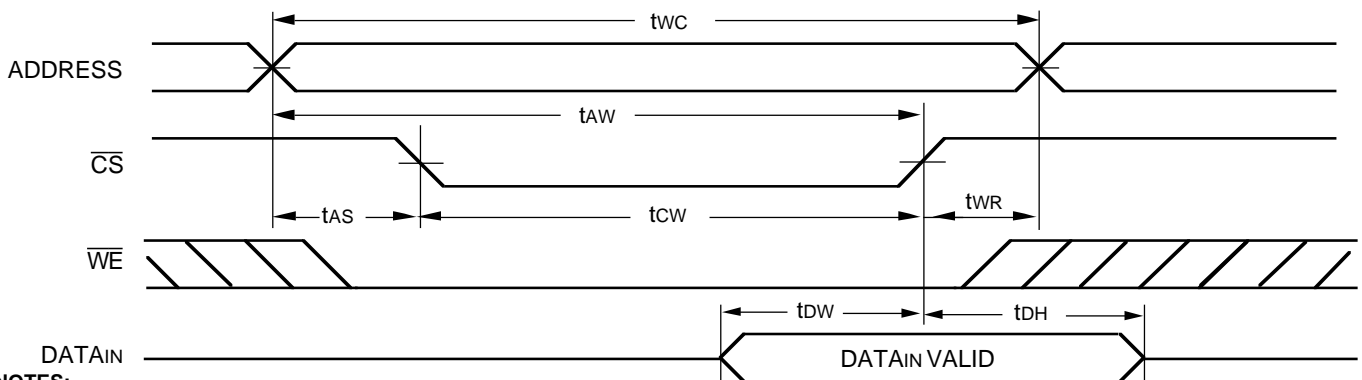 tWC
ADDRESS
tAW
CS
tAS
tCW
tWR
WE
tDW
tDH
DATAIN
DATAIN VALID
NOTES: